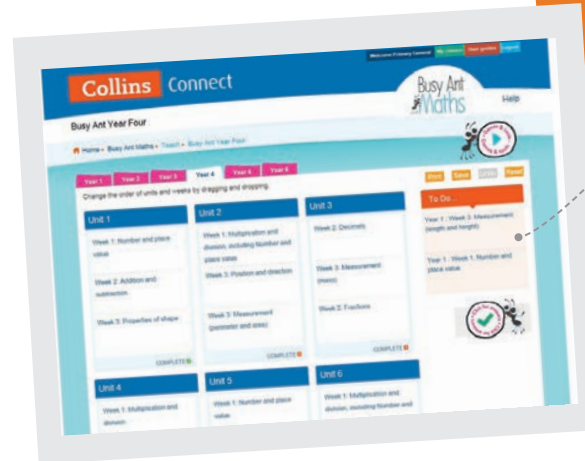 Welcome Primary General
User guides
Logout
Collins Connect
Busy Ant
Maths
Help
Busy Ant Year Four
Home
Busy Ant Maths
Teach
Busy Ant Year Four
Year 1
Year 2
Year 3
Year 4
Year 5
Year 6
Change the order of units and weeks by dragging and dropping.
Print
Save
Undo
Reset
Unit 1
Week 1: Number and place
value
Week 2: Addition and
subtraction
Week 3: Properties of shape
COMPLETE
Unit 2
Week 1: Multiplication and
division, including Number and
place value
Week 3: Position and direction
Week 3: Measurement
(perimeter and area)
COMPLETE
Unit 3
Week 2: Decimals
Week 3: Measurement
(mass)
Week 2: Fractions
COMPLETE
To Do...
Year 1 : Week 3: Measurement
(length and height)
Year 1 : Week 1: Number and
place value
Unit 4
Week 1: Multiplication and
division
Unit 5
Week 1: Number and place
value
Unit 6
Week 1: Multiplication and
division, including Number and